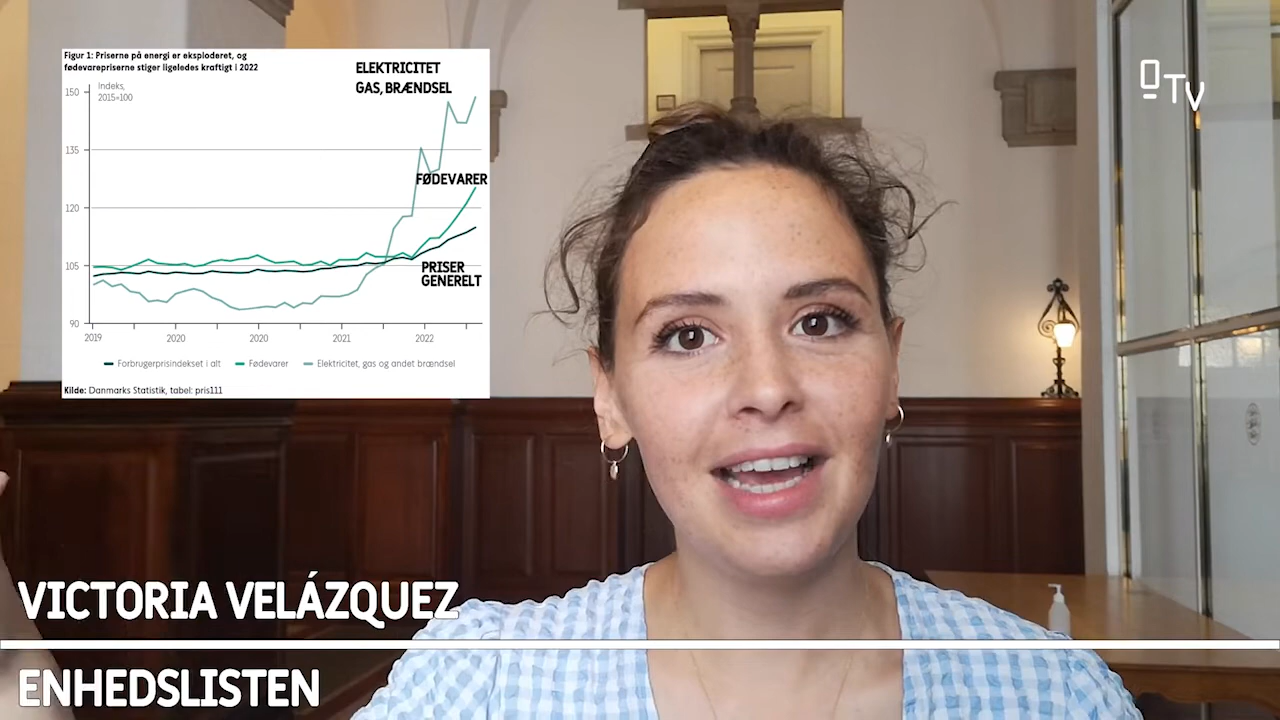 Figur 1: Priserne på energi er eksploderet, og
fødevarepriserne stiger ligeledes kraftigt i 2022
ELEKTRICITET
GAS, BRÆNDSEL
Indeks,
2015=100
150
135
120
105
90
FØDEVARER
PRISER
GENERELT
2019
2020
2020
2021
2022
Forbrugerprisindekset i alt
Fødevarer
Elektricitet, gas og andet brændsel
Kilde: Danmarks Statistik, tabel: pris111
TV
VICTORIA VELÁZQUEZ
ENHEDSLISTEN